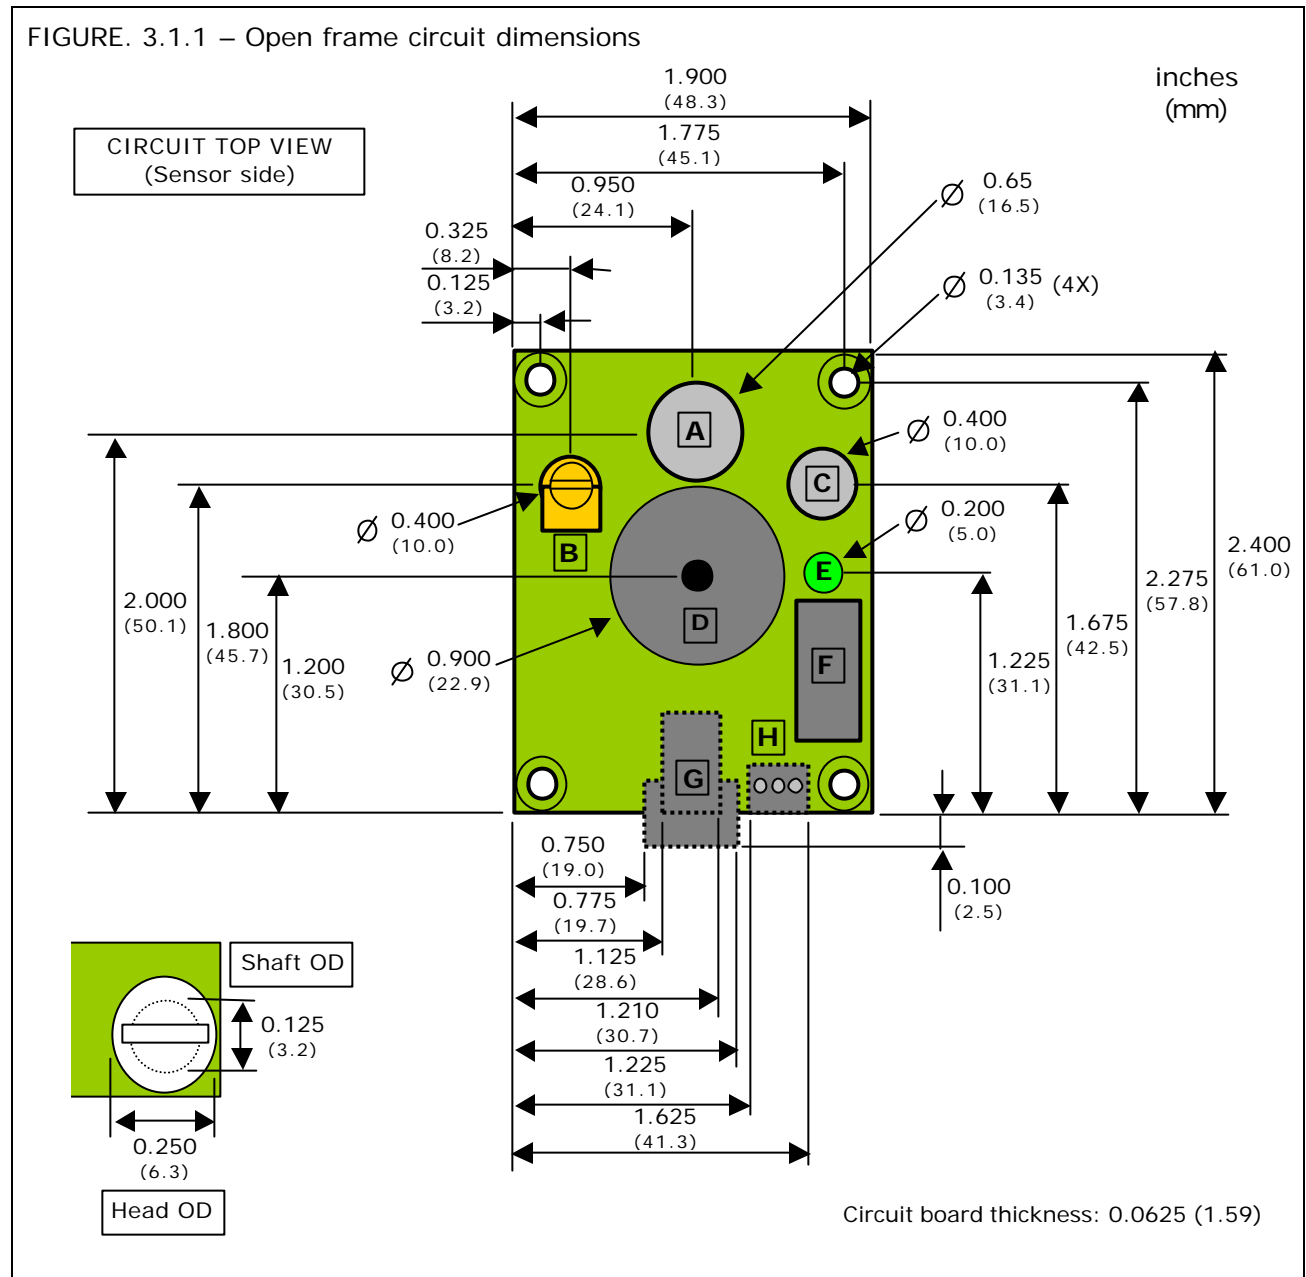 FIGURE. 3.1.1 – Open frame circuit dimensions
inches
(mm)
CIRCUIT TOP VIEW
(Sensor side)
1.900
(48.3)
1.775
(45.1)
0.950
(24.1)
0.325
(8.2)
0.125
(3.2)
Ø 0.65
(16.5)
Ø 0.135 (4X)
(3.4)
A
Ø 0.400
(10.0)
C
B
Ø 0.400
(10.0)
Ø 0.200
(5.0)
E
D
F
2.400
(61.0)
2.275
(57.8)
1.675
(42.5)
1.225
(31.1)
2.000
(50.1)
1.800
(45.7)
1.200
(30.5)
Ø 0.900
(22.9)
H
G
0.750
(19.0)
0.775
(19.7)
1.125
(28.6)
1.210
(30.7)
1.225
(31.1)
1.625
(41.3)
0.100
(2.5)
Shaft OD
0.125
(3.2)
0.250
(6.3)
Head OD
Circuit board thickness: 0.0625 (1.59)